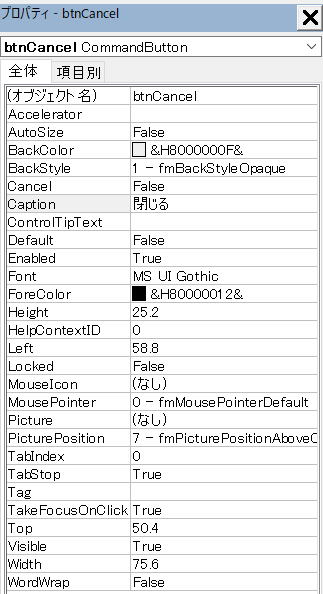 プロパティ - btnCancel
btnCancel CommandButton
全体 項目別
(オブジェクト名) btnCancel
Accelerator
AutoSize False
BackColor &H8000000F&
BackStyle 1 - fmBackStyleOpaque
Cancel False
Caption 閉じる
ControlTipText
Default False
Enabled True
Font MS UI Gothic
ForeColor &H80000012&
Height 25.2
HelpContextID 0
Left 58.8
Locked False
MouseIcon (なし)
MousePointer 0 - fmMousePointerDefault
Picture (なし)
PicturePosition 7 - fmPicturePositionAboveC
TabIndex 0
TabStop True
Tag
TakeFocusOnClick True
Top 50.4
Visible True
Width 75.6
WordWrap False